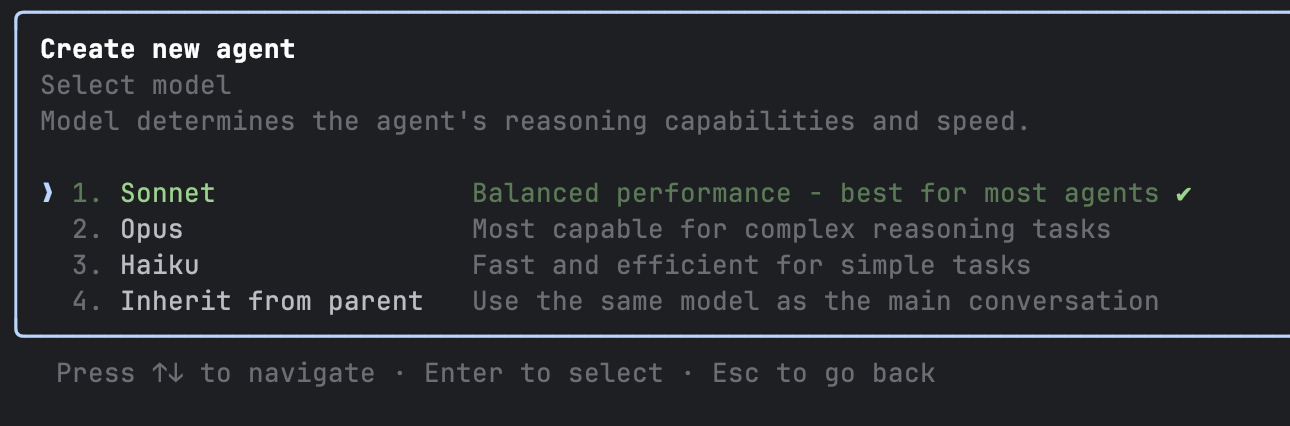 Create new agent
Select model
Model determines the agent's reasoning capabilities and speed.
❯ 1. Sonnet Balanced performance - best for most agents ✔
2. Opus Most capable for complex reasoning tasks
3. Haiku Fast and efficient for simple tasks
4. Inherit from parent Use the same model as the main conversation
Press ↑↓ to navigate · Enter to select · Esc to go back